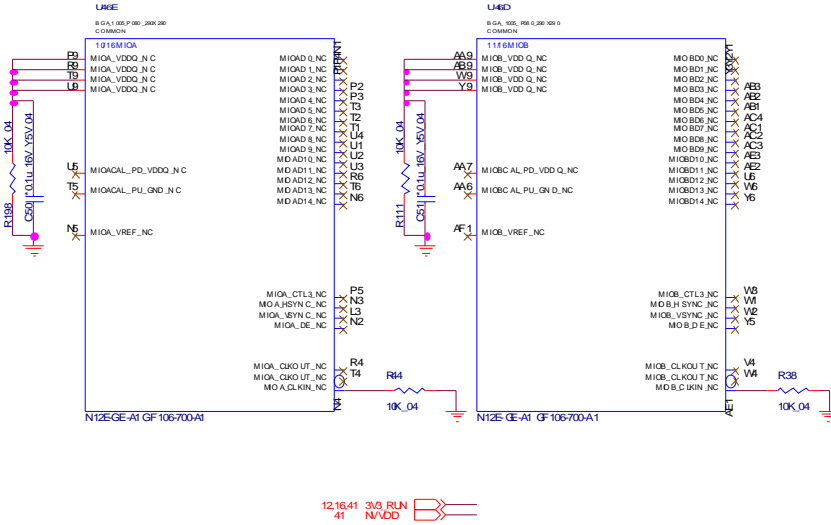 U46E
BGA_1005_P080_290X290
COMMON
10/16 MIOA
P9 MIOA_VDDQ_NC
R9 MIOA_VDDQ_NC
T9 MIOA_VDDQ_NC
U9 MIOA_VDDQ_NC
U5 MIOACAL_PD_VDDQ_NC
T5 MIOACAL_PU_GND_NC
N5 MIOA_VREF_NC
10K_04
R198
C50 *0.1u_16V_Y5V_04
MIOAD0_NC N1
MIOAD1_NC
MIOAD2_NC
MIOAD3_NC P2
MIOAD4_NC P3
MIOAD5_NC T3
MIOAD6_NC T2
MIOAD7_NC T1
MIOAD8_NC U4
MIOAD9_NC U1
MIOAD10_NC U2
MIOAD11_NC U3
MIOAD12_NC R6
MIOAD13_NC T6
MIOAD14_NC N6
MIOA_CTL3_NC P5
MIOA_HSYNC_NC N3
MIOA_VSYNC_NC L3
MIOA_DE_NC N2
MIOA_CLKOUT_NC R4
MIOA_CLKOUT_NC T4
MIOA_CLKIN_NC
R44
10K_04
N12E-GE-A1 GF106-700-A1
U46D
BGA_1005_P080_290X290
COMMON
11/16 MIOB
AA9 MIOB_VDDQ_NC
AB9 MIOB_VDDQ_NC
W9 MIOB_VDDQ_NC
Y9 MIOB_VDDQ_NC
AA7 MIOBCAL_PD_VDDQ_NC
AA6 MIOBCAL_PU_GND_NC
AF1 MIOB_VREF_NC
10K_04
R111
C51 *0.1u_16V_Y5V_04
MIOBD0_NC Y1
MIOBD1_NC
MIOBD2_NC
MIOBD3_NC AB3
MIOBD4_NC AB2
MIOBD5_NC AB1
MIOBD6_NC AC4
MIOBD7_NC AC1
MIOBD8_NC AC2
MIOBD9_NC AC3
MIOBD10_NC AE3
MIOBD11_NC AE2
MIOBD12_NC U6
MIOBD13_NC W6
MIOBD14_NC Y6
MIOB_CTL3_NC W3
MIOB_HSYNC_NC W1
MIOB_VSYNC_NC W2
MIOB_DE_NC Y5
MIOB_CLKOUT_NC V4
MIOB_CLKOUT_NC W4
MIOB_CLKIN_NC AE1
R38
10K_04
N12E-GE-A1 GF106-700-A1
12,16,41 3V3_RUN
41 NVVDD